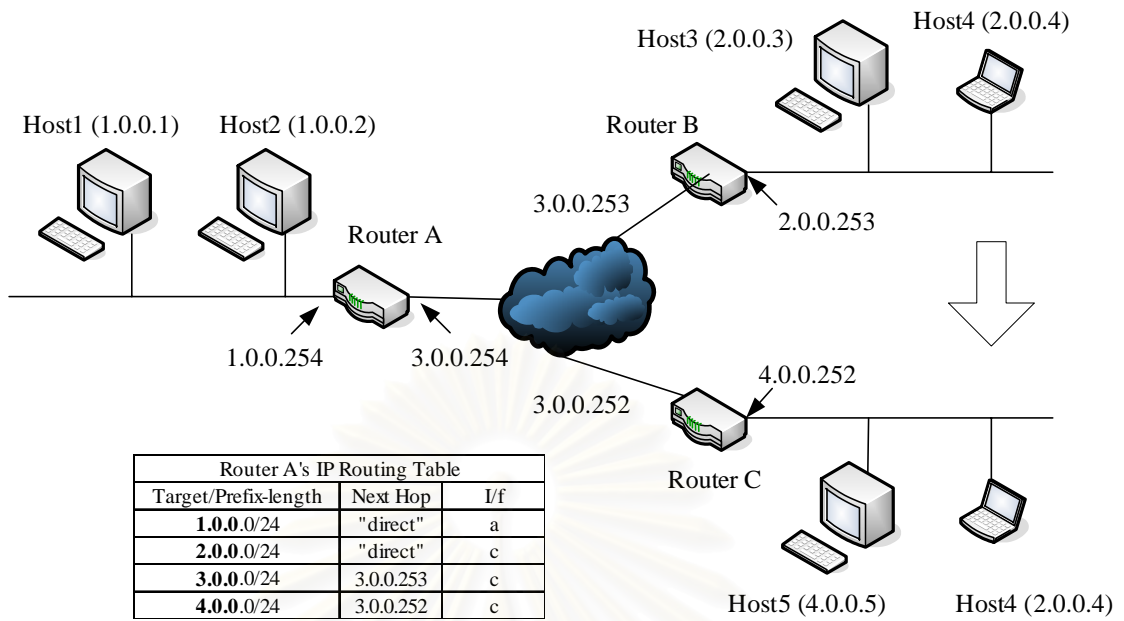 Host3 (2.0.0.3)
Host4 (2.0.0.4)
Host1 (1.0.0.1)
Host2 (1.0.0.2)
Router B
3.0.0.253
2.0.0.253
Router A
1.0.0.254
3.0.0.254
4.0.0.252
3.0.0.252
Router C
Router A's IP Routing Table
Target/Prefix-length Next Hop I/f
1.0.0.0/24 "direct" a
2.0.0.0/24 "direct" c
3.0.0.0/24 3.0.0.253 c
4.0.0.0/24 3.0.0.252 c
Host5 (4.0.0.5)
Host4 (2.0.0.4)